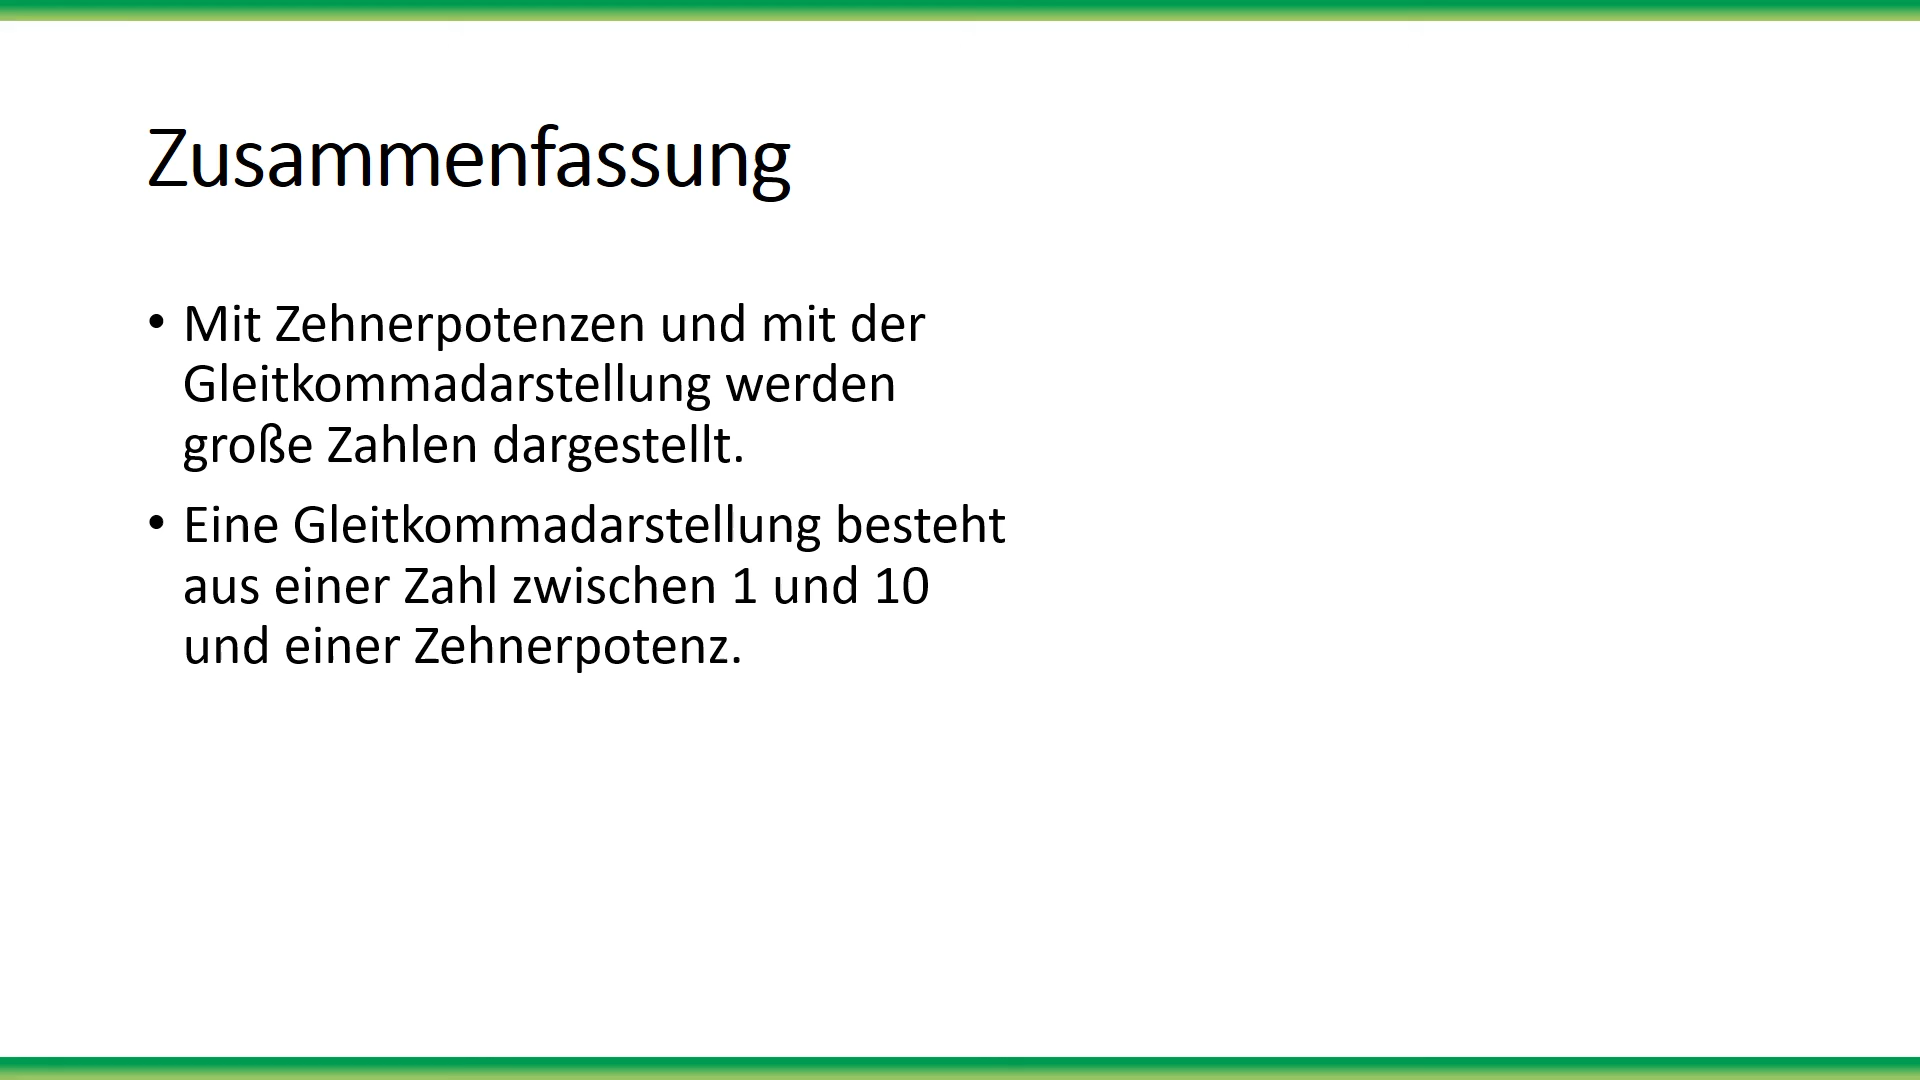 Zusammenfassung
• Mit Zehnerpotenzen und mit der
Gleitkommadarstellung werden
große Zahlen dargestellt.
• Eine Gleitkommadarstellung besteht
aus einer Zahl zwischen 1 und 10
und einer Zehnerpotenz.